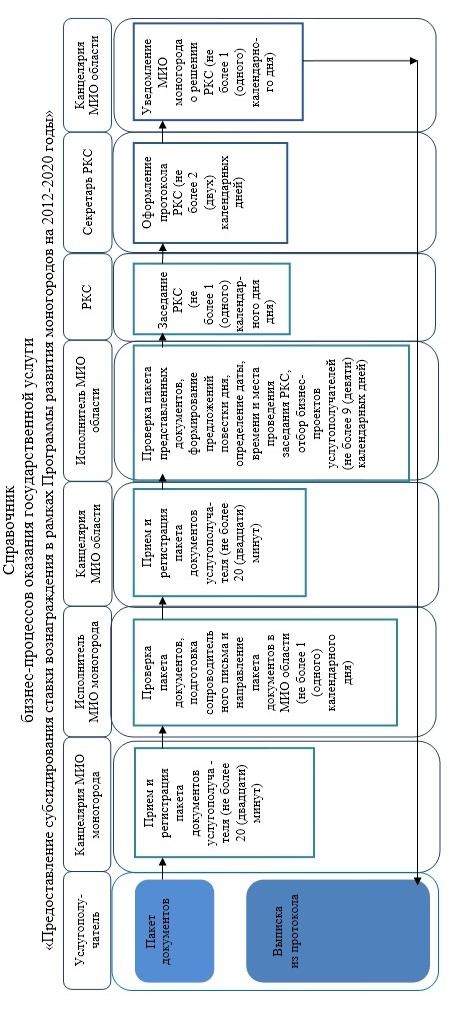 Справочник
бизнес-процессов оказания государственной услуги
«Предоставление субсидирования ставки вознаграждения в рамках Программы развития моногородов на 2012-2020 годы»
Услугополу-
чатель
Канцелярия МИО
моногорода
Исполнитель
МИО моногорода
Канцелярия
МИО области
Исполнитель МИО
области
РКС
Секретарь РКС
Канцелярия
МИО области
Пакет
документов
Выписка
из протокола
Прием и
регистрация
пакета
документов
услугополуча -
теля (не более
20 (двадцати)
минут)
Проверка
пакета
документов,
подготовка
сопроводитель
ного письма и
направление
пакета
документов в
МИО области
(не более 1
(одного)
календарного
дня)
Прием и
регистрация
пакета
документов
услугополуча-
теля (не более
20 (двадцати)
минут)
Проверка пакета
представленных
документов,
формирование
предложений
повестки дня,
определение даты,
времени и места
проведения
заседания РКС,
отбор бизнес-
проектов
услугополучателей
(не более 9 (девяти)
календарных дней)
Заседание
РКС
(не
более 1
(одного)
календар-
ного дня
дня)
Оформление
протокола
РКС (не
более 2
(двух)
календарных
дней)
Уведомление
МИО
моногорода
о решении
РКС (не
более 1
(одного)
календарно-
го дня)